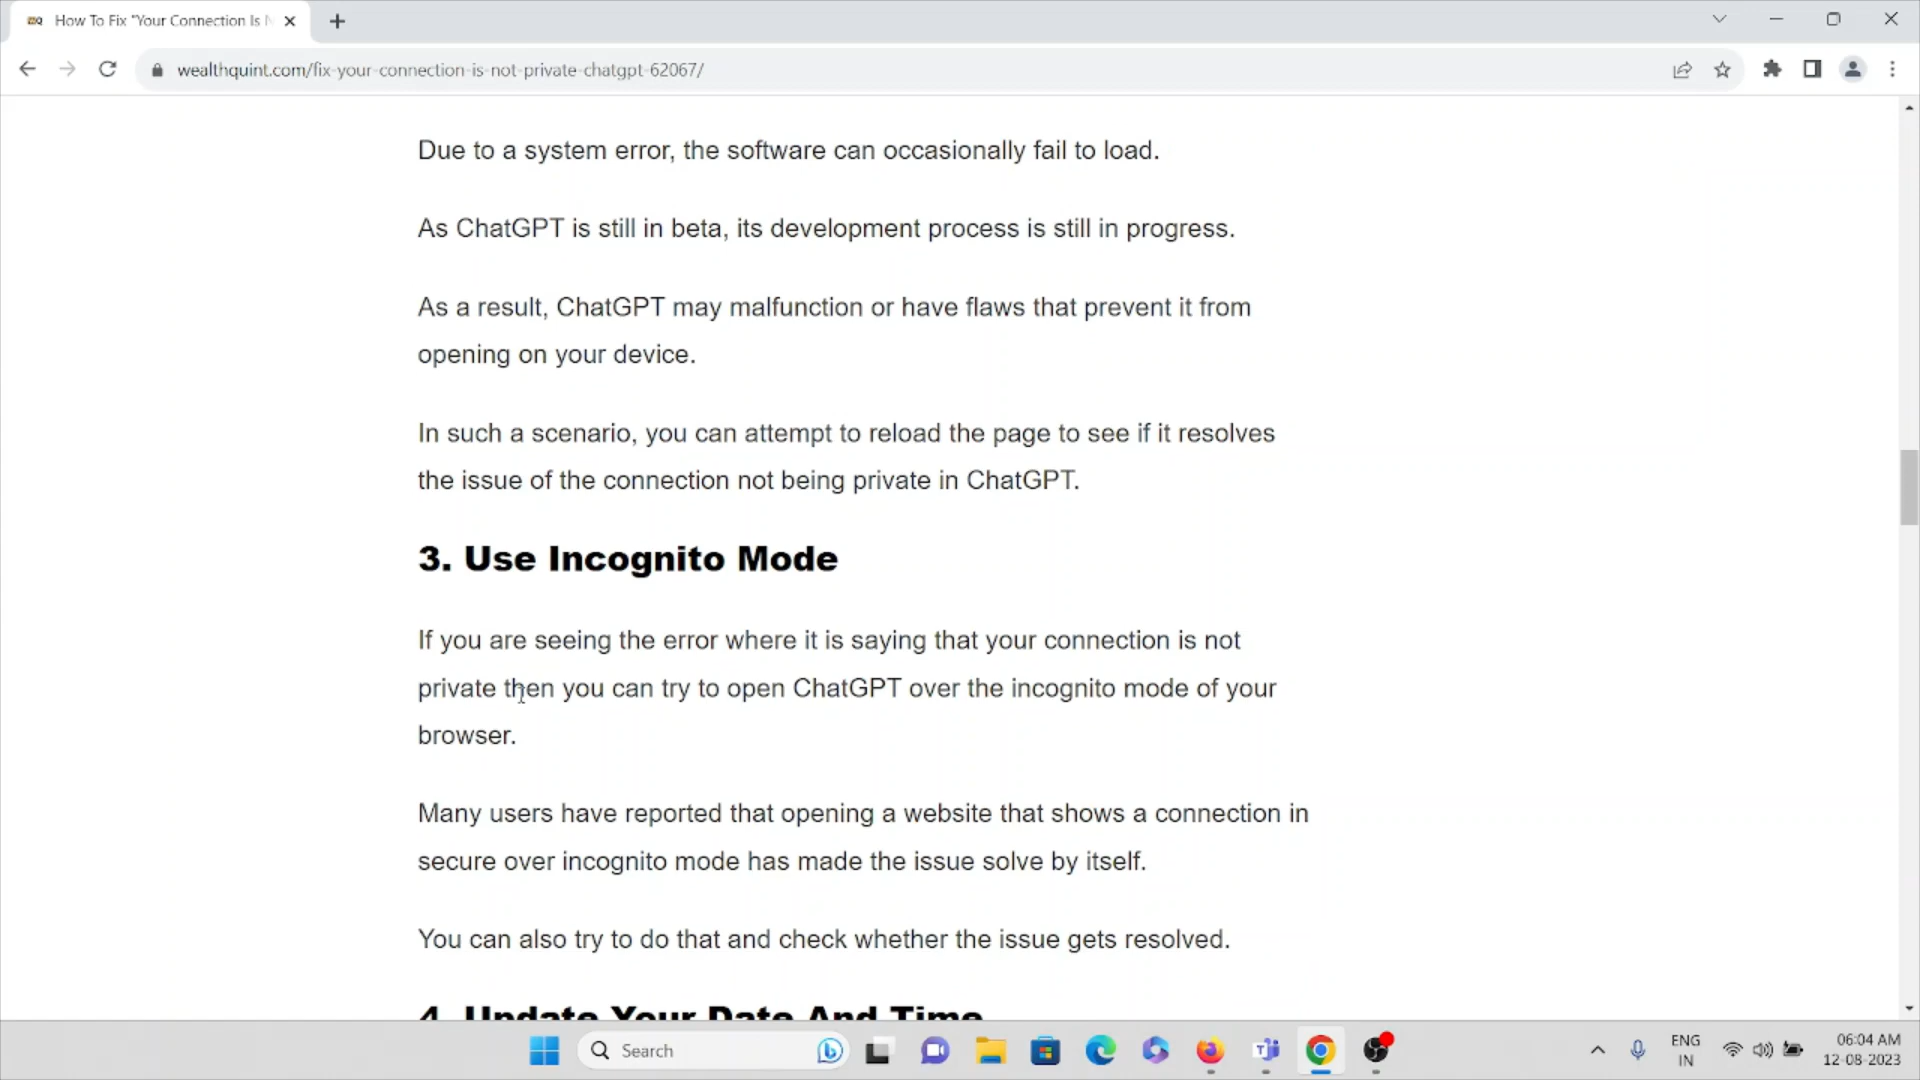 How To Fix "Your Connection Is
wealthquint.com/fix-your-connection-is-not-private-chatgpt-62067/
Due to a system error, the software can occasionally fail to load.
As ChatGPT is still in beta, its development process is still in progress.
As a result, ChatGPT may malfunction or have flaws that prevent it from
opening on your device.
In such a scenario, you can attempt to reload the page to see if it resolves
the issue of the connection not being private in ChatGPT.
3. Use Incognito Mode
If you are seeing the error where it is saying that your connection is not
private then you can try to open ChatGPT over the incognito mode of your
browser.
Many users have reported that opening a website that shows a connection in
secure over incognito mode has made the issue solve by itself.
You can also try to do that and check whether the issue gets resolved.
4. Update Your Date And Time
Search
ENG
IN
06:04 AM
12-08-2023